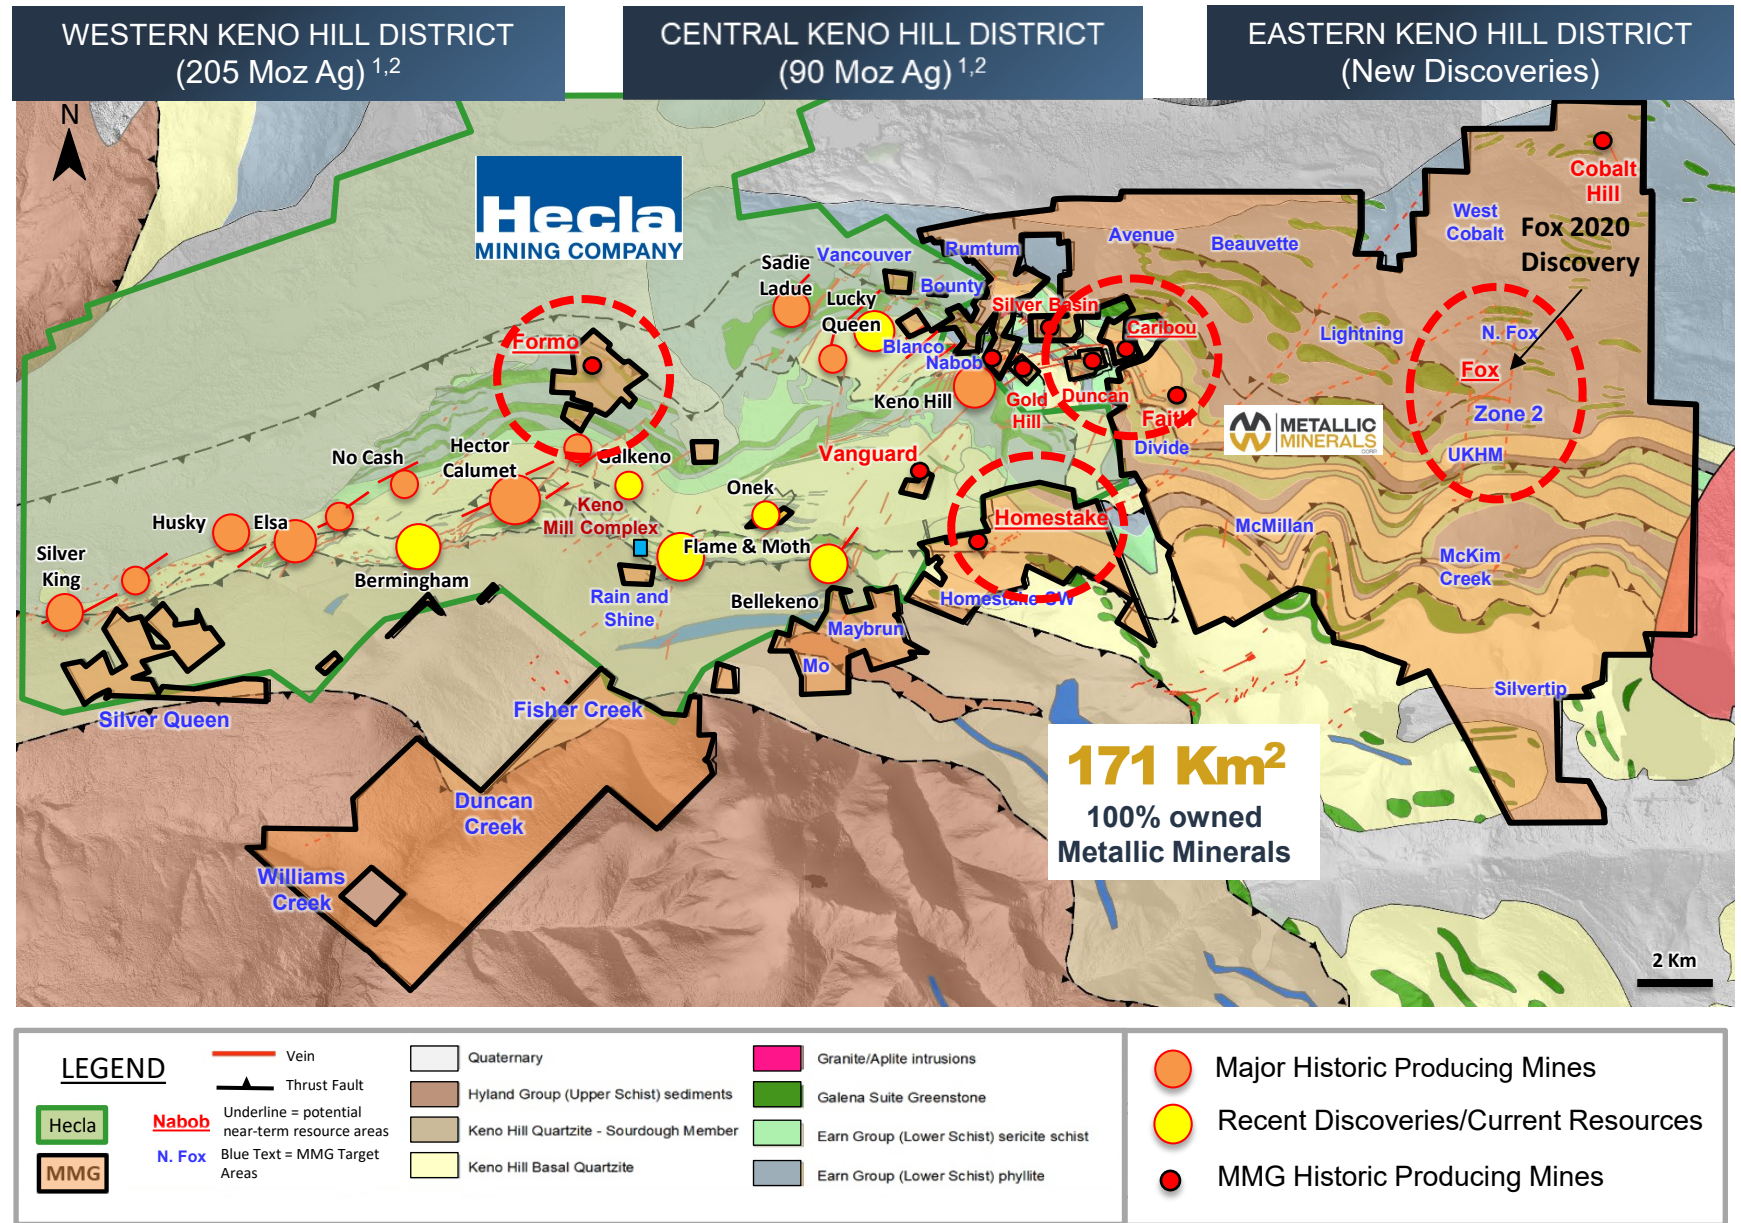 WESTERN KENO HILL DISTRICT
(205 Moz Ag) 1,2
CENTRAL KENO HILL DISTRICT
(90 Moz Ag) 1,2
EASTERN KENO HILL DISTRICT
(New Discoveries)
N
Hecla
MINING COMPANY
Cobalt
Hill
West
Cobalt
Fox 2020
Discovery
Avenue
Beauvette
Rumtum
Vancouver
Sadie
Ladue
Bounty
Lucky
Queen
Silver Basin
Caribou
Lightning
N. Fox
Formo
Blanco
Nabob
Fox
Keno Hill
Gold
Hill
Duncan
Faith
METALLIC
MINERALS
CORP.
Zone 2
Divide
UKHM
Hector
Calumet
No Cash
Galkeno
Vanguard
Onek
Keno
Mill Complex
Homestake
McMillan
Husky
Elsa
Flame & Moth
McKim
Creek
Silver
King
Bermingham
Rain and
Shine
Bellekeno
Homestake SW
Maybrun
Mo
Silvertip
Silver Queen
Fisher Creek
171 Km2
100% owned
Metallic Minerals
Duncan
Creek
Williams
Creek
2 Km
LEGEND
Hecla
MMG
Vein
Thrust Fault
Nabob
Underline = potential
near-term resource areas
N. Fox
Blue Text = MMG Target
Areas
Quaternary
Hyland Group (Upper Schist) sediments
Keno Hill Quartzite - Sourdough Member
Keno Hill Basal Quartzite
Granite/Aplite intrusions
Galena Suite Greenstone
Earn Group (Lower Schist) sericite schist
Earn Group (Lower Schist) phyllite
Major Historic Producing Mines
Recent Discoveries/Current Resources
MMG Historic Producing Mines